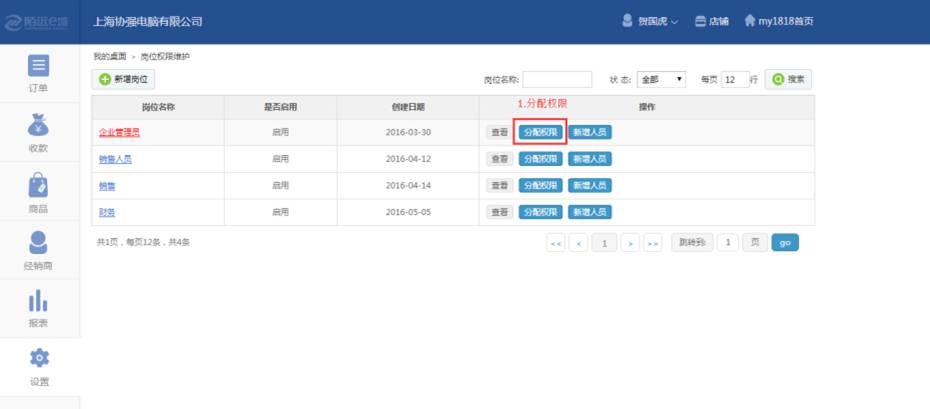 陌远e城
上海协强电脑有限公司
贺国虎 店铺 my1818首页
我的桌面 > 岗位权限维护
新增岗位 岗位名称: 状 态: 全部 每页 12 行 搜索
岗位名称 是否启用 创建日期 操作
1.分配权限
企业管理员 启用 2016-03-30 查看 分配权限 新增人员
销售人员 启用 2016-04-12 查看 分配权限 新增人员
销售 启用 2016-04-14 查看 分配权限 新增人员
财务 启用 2016-05-05 查看 分配权限 新增人员
共1页，每页12条，共4条 << < 1 > >> 跳转到: 1 页 go
订单
收款
商品
经销商
报表
设置